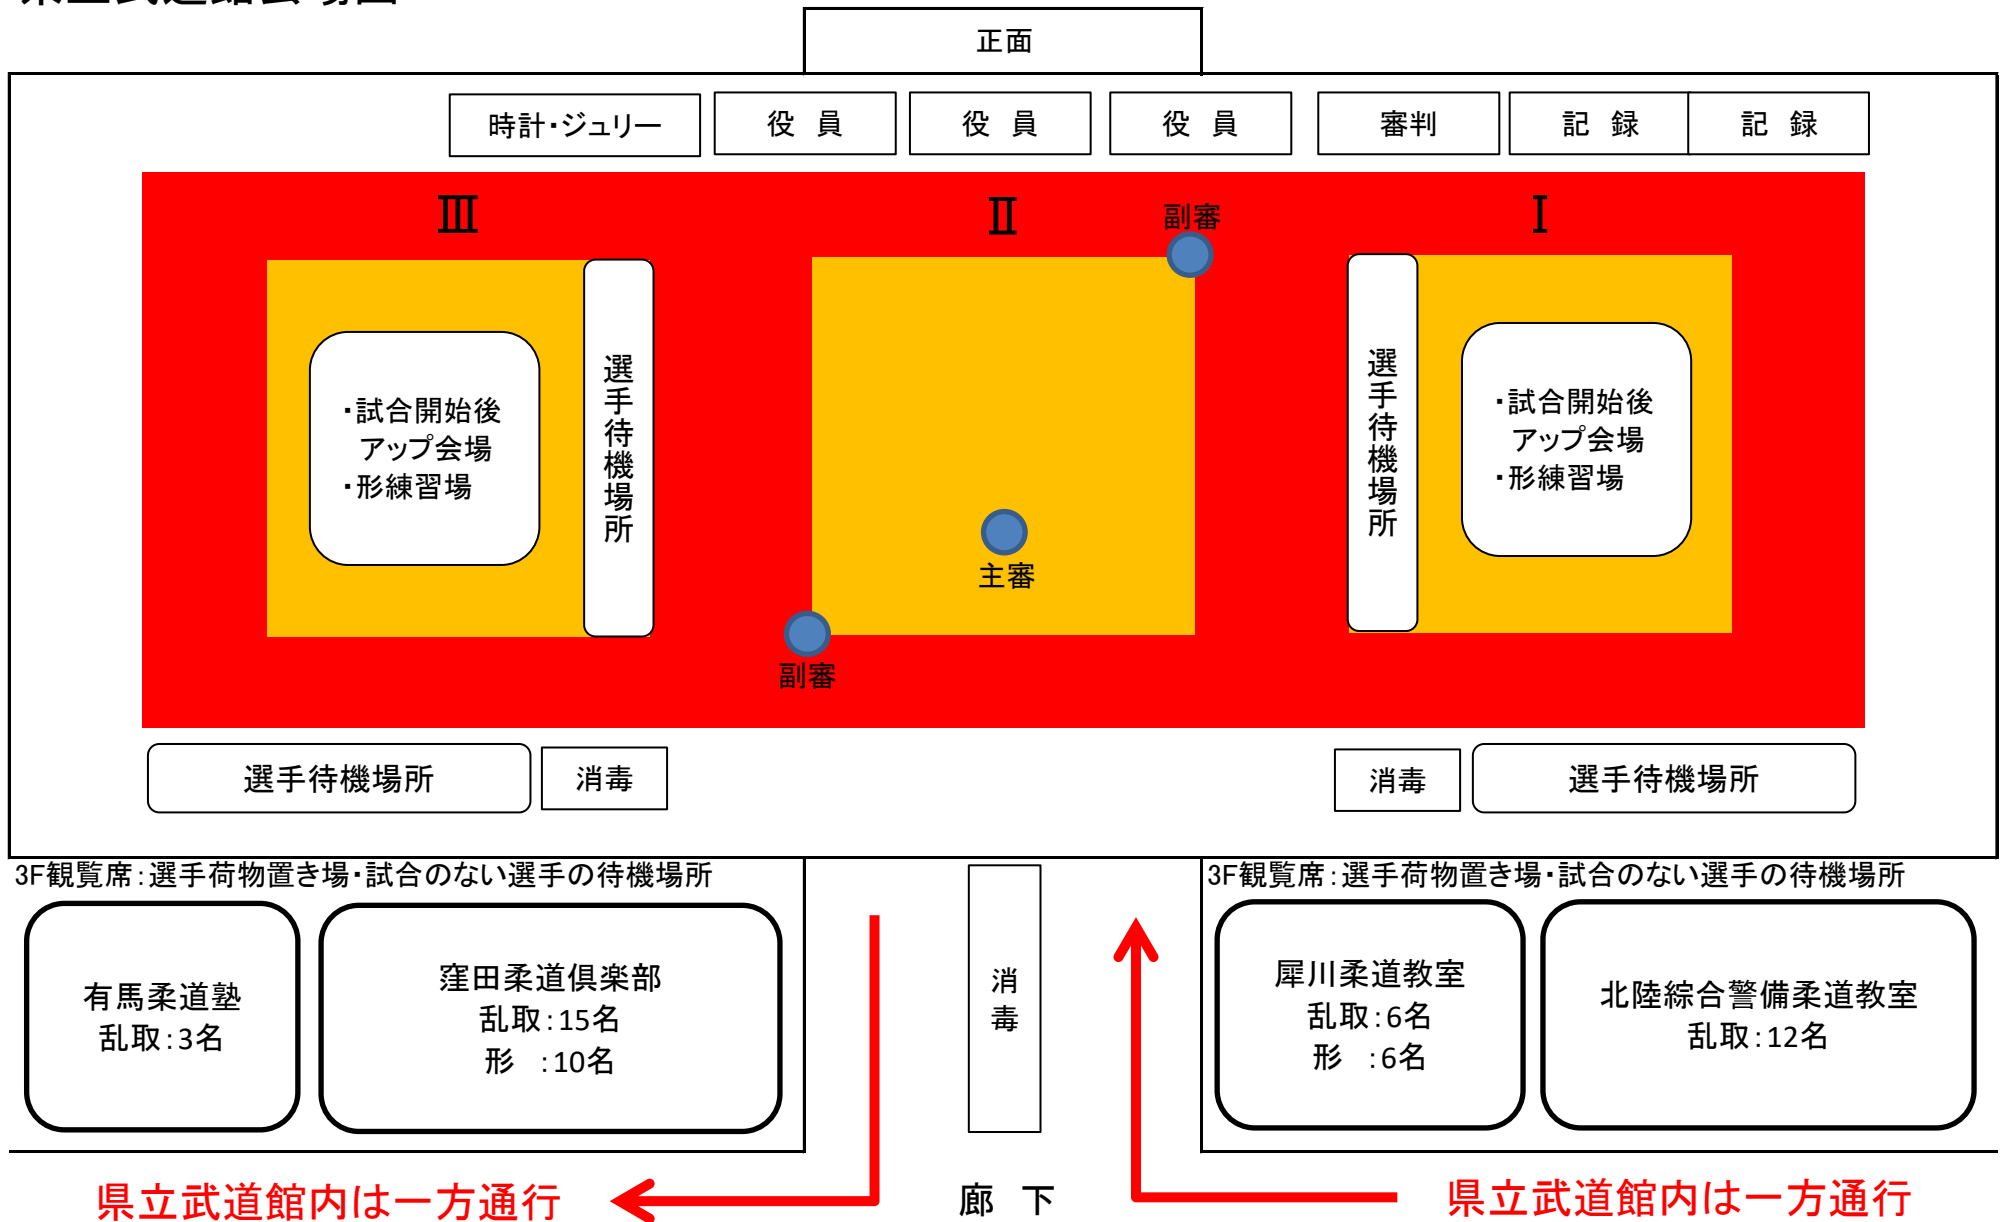 県立武道館会場図
正面
時計・ジュリー
役 員
役 員
役 員
審判
記 録
記 録
Ⅲ
Ⅱ
副審
Ⅰ
・試合開始後
アップ会場
・形練習場
選手待機場所
主審
副審
選手待機場所
・試合開始後
アップ会場
・形練習場
選手待機場所
消毒
消毒
選手待機場所
3F観覧席:選手荷物置き場・試合のない選手の待機場所
3F観覧席:選手荷物置き場・試合のない選手の待機場所
有馬柔道塾
乱取:3名
窪田柔道倶楽部
乱取:15名
形 :10名
消毒
犀川柔道教室
乱取:6名
形 :6名
北陸綜合警備柔道教室
乱取:12名
県立武道館内は一方通行
廊 下
県立武道館内は一方通行